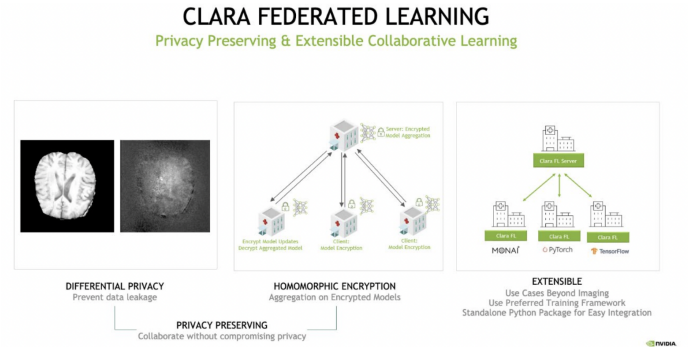 CLARA FEDERATED LEARNING
Privacy Preserving & Extensible Collaborative Learning
Server: Encrypted
Model Aggregation
Encrypt Model Updates
Encrypt Aggregated Model
Client:
Model Encryption
Client:
Model Encryption
Clara FL Server
Clara FL
Clara FL
Clara FL
MONAI
PyTorch
TensorFlow
DIFFERENTIAL PRIVACY
Prevent data leakage
HOMOMORPHIC ENCRYPTION
Aggregation on Encrypted Models
EXTENSIBLE
Use Cases Beyond Imaging
Use Preferred Training Framework
Standalone Python Package for Easy Integration
PRIVACY PRESERVING
Collaborate without compromising privacy
NVIDIA